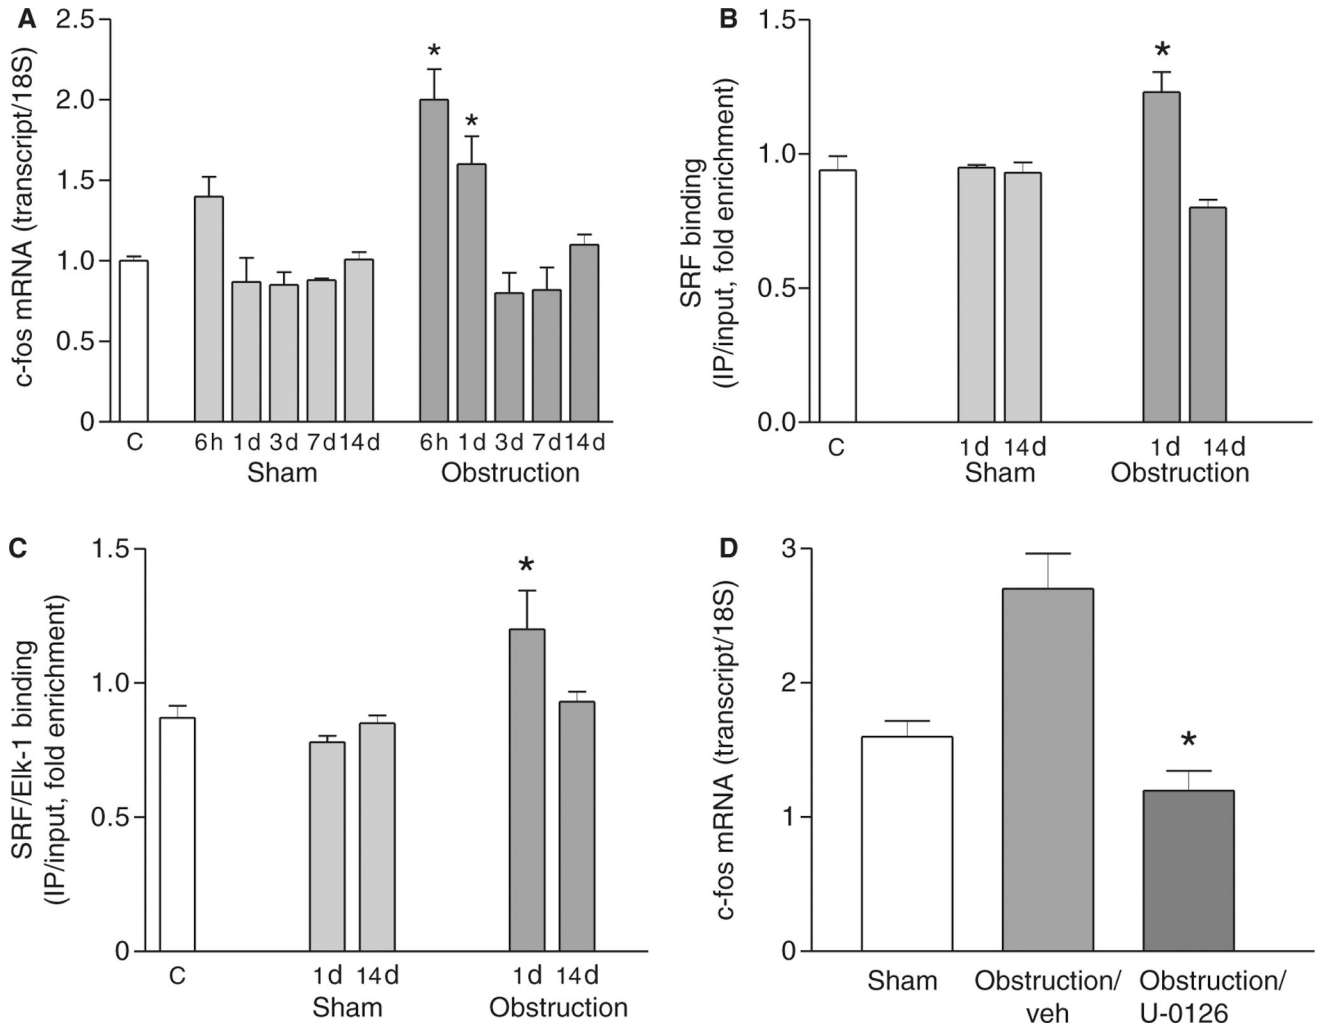 A
c-fos mRNA (transcript/18S)
2.5
2.0
1.5
1.0
0.5
0
*
*
C 6h 1d 3d 7d 14d 6h 1d 3d 7d 14d
Sham Obstruction
B
SRF binding
(IP/input, fold enrichment)
1.5
1.0
0.5
0.0
*
C 1d 14d 1d 14d
Sham Obstruction
C
SRF/Elk-1 binding
(IP/input, fold enrichment)
1.5
1.0
0.5
0
*
C 1d 14d 1d 14d
Sham Obstruction
D
c-fos mRNA (transcript/18S)
3
2
1
0
*
Sham Obstruction/ Obstruction/
veh U-0126